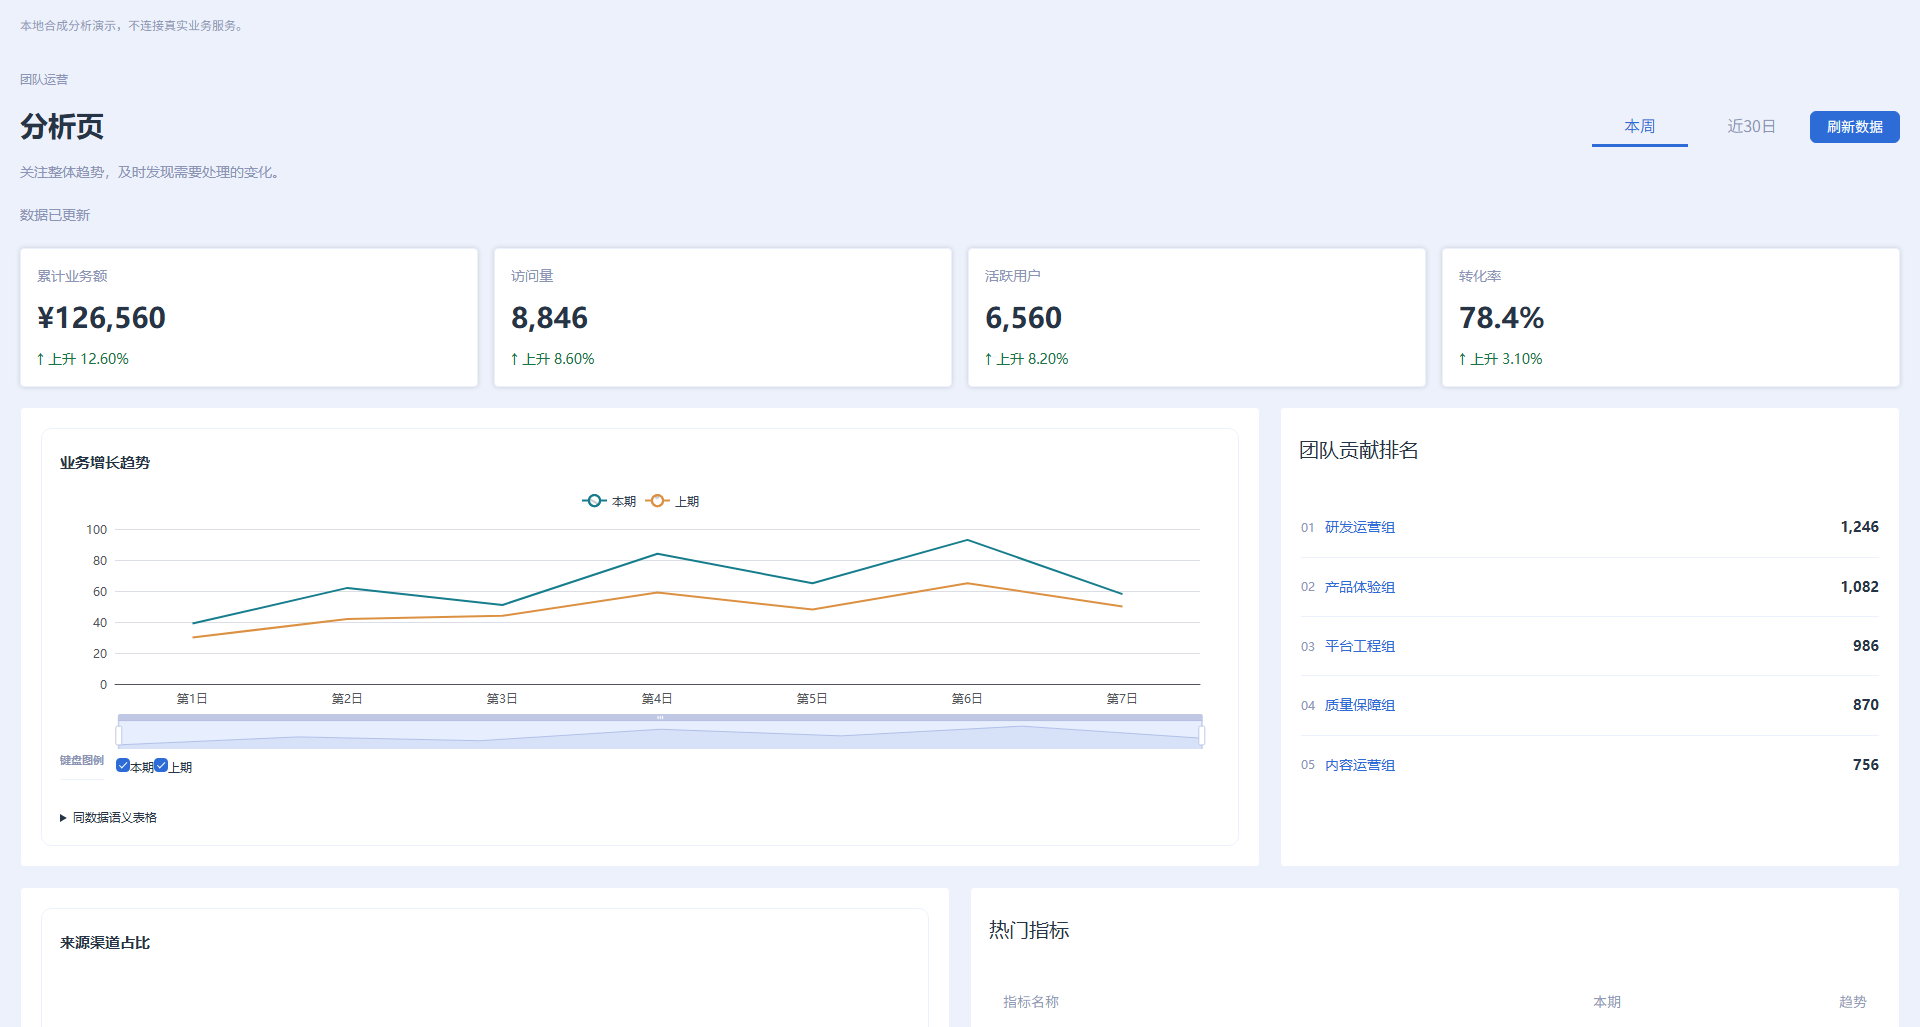 本地合成分析演示，不连接真实业务服务。
团队运营
分析页
本周 近30日 刷新数据
关注整体趋势，及时发现需要处理的变化。
数据已更新
累计业务额
¥126,560
↑ 上升 12.60%
访问量
8,846
↑ 上升 8.60%
活跃用户
6,560
↑ 上升 8.20%
转化率
78.4%
↑ 上升 3.10%
业务增长趋势
本期 上期
100
80
60
40
20
0
第1日 第2日 第3日 第4日 第5日 第6日 第7日
键盘图例 本期 上期
同数据语义表格
团队贡献排名
01 研发运营组 1,246
02 产品体验组 1,082
03 平台工程组 986
04 质量保障组 870
05 内容运营组 756
来源渠道占比
热门指标
指标名称 本期 趋势